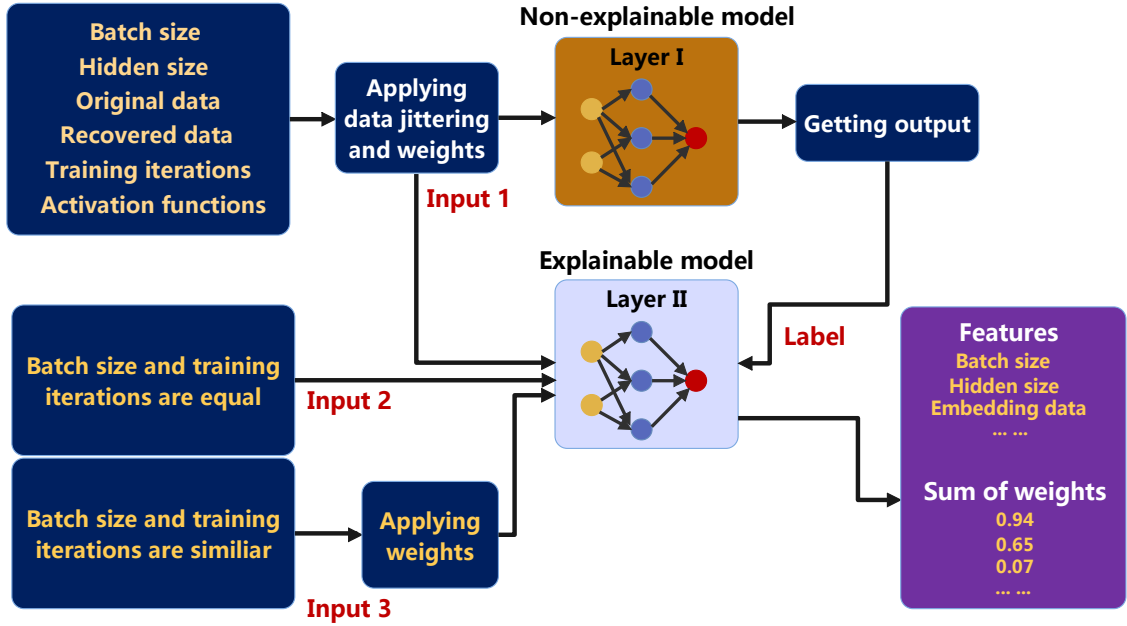 Non-explainable model
Batch size
Hidden size
Original data
Recovered data
Training iterations
Activation functions
Applying
data jittering
and weights
Layer I
Getting output
Input 1
Explainable model
Layer II
Label
Batch size and training
iterations are equal
Input 2
Batch size and training
iterations are similiar
Applying
weights
Input 3
Features
Batch size
Hidden size
Embedding data
... ...
Sum of weights
0.94
0.65
0.07
... ...